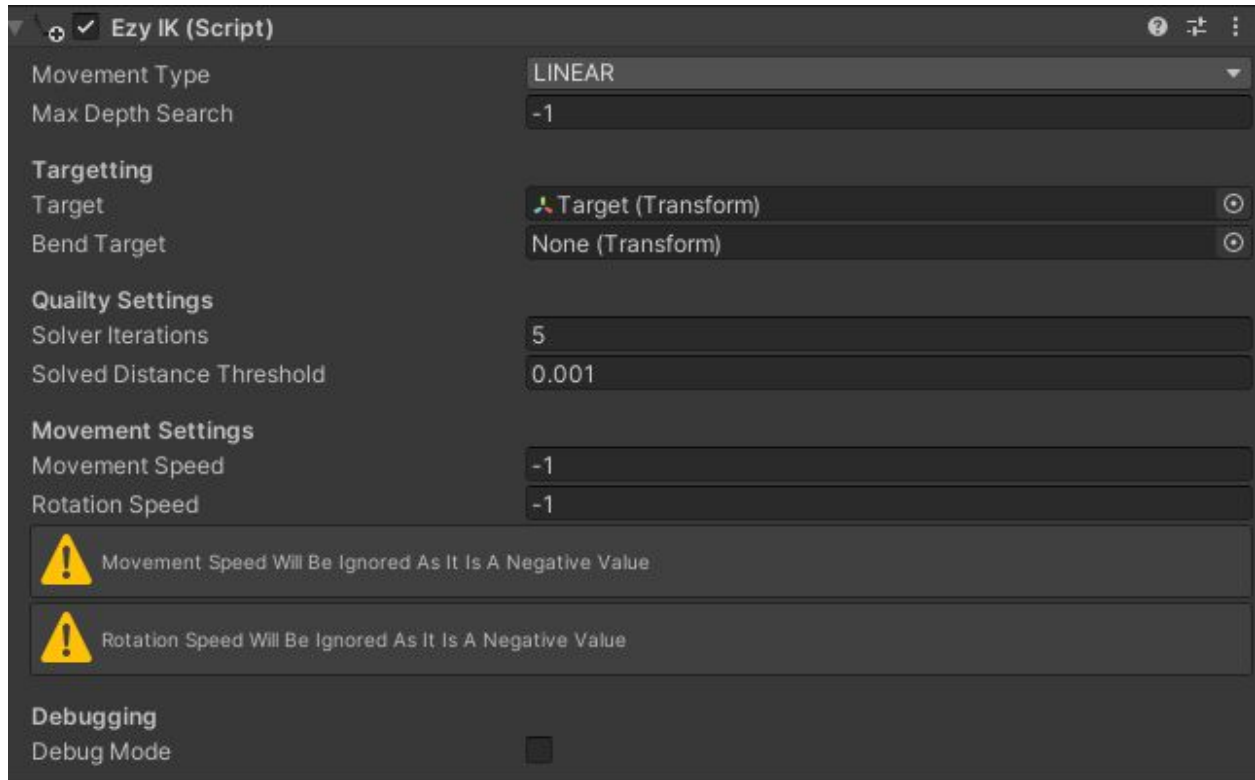 Ezy IK (Script)
Movement Type LINEAR
Max Depth Search -1
Targetting
Target Target (Transform)
Bend Target None (Transform)
Quailty Settings
Solver Iterations 5
Solved Distance Threshold 0.001
Movement Settings
Movement Speed -1
Rotation Speed -1
Movement Speed Will Be Ignored As It Is A Negative Value
Rotation Speed Will Be Ignored As It Is A Negative Value
Debugging
Debug Mode